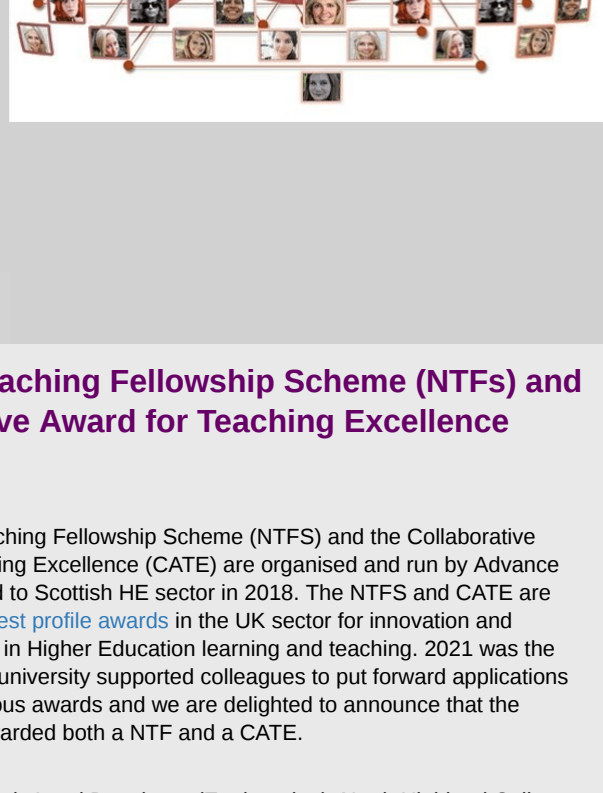 aching Fellowship Scheme (NTFs) and
ve Award for Teaching Excellence
ching Fellowship Scheme (NTFS) and the Collaborative
ing Excellence (CATE) are organised and run by Advance
d to Scottish HE sector in 2018. The NTFS and CATE are
est profile awards in the UK sector for innovation and
in Higher Education learning and teaching. 2021 was the
university supported colleagues to put forward applications
ous awards and we are delighted to announce that the
arded both a NTF and a CATE.